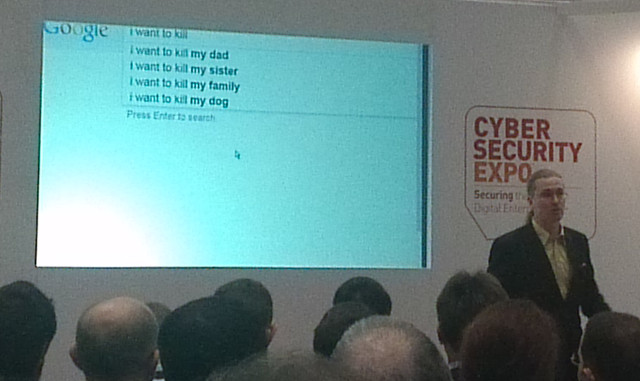 Google
i want to kill
i want to kill my dad
i want to kill my sister
i want to kill my family
i want to kill my dog
Press Enter to search.
CYBER
SECURITY
EXPO
Securing the
Digital